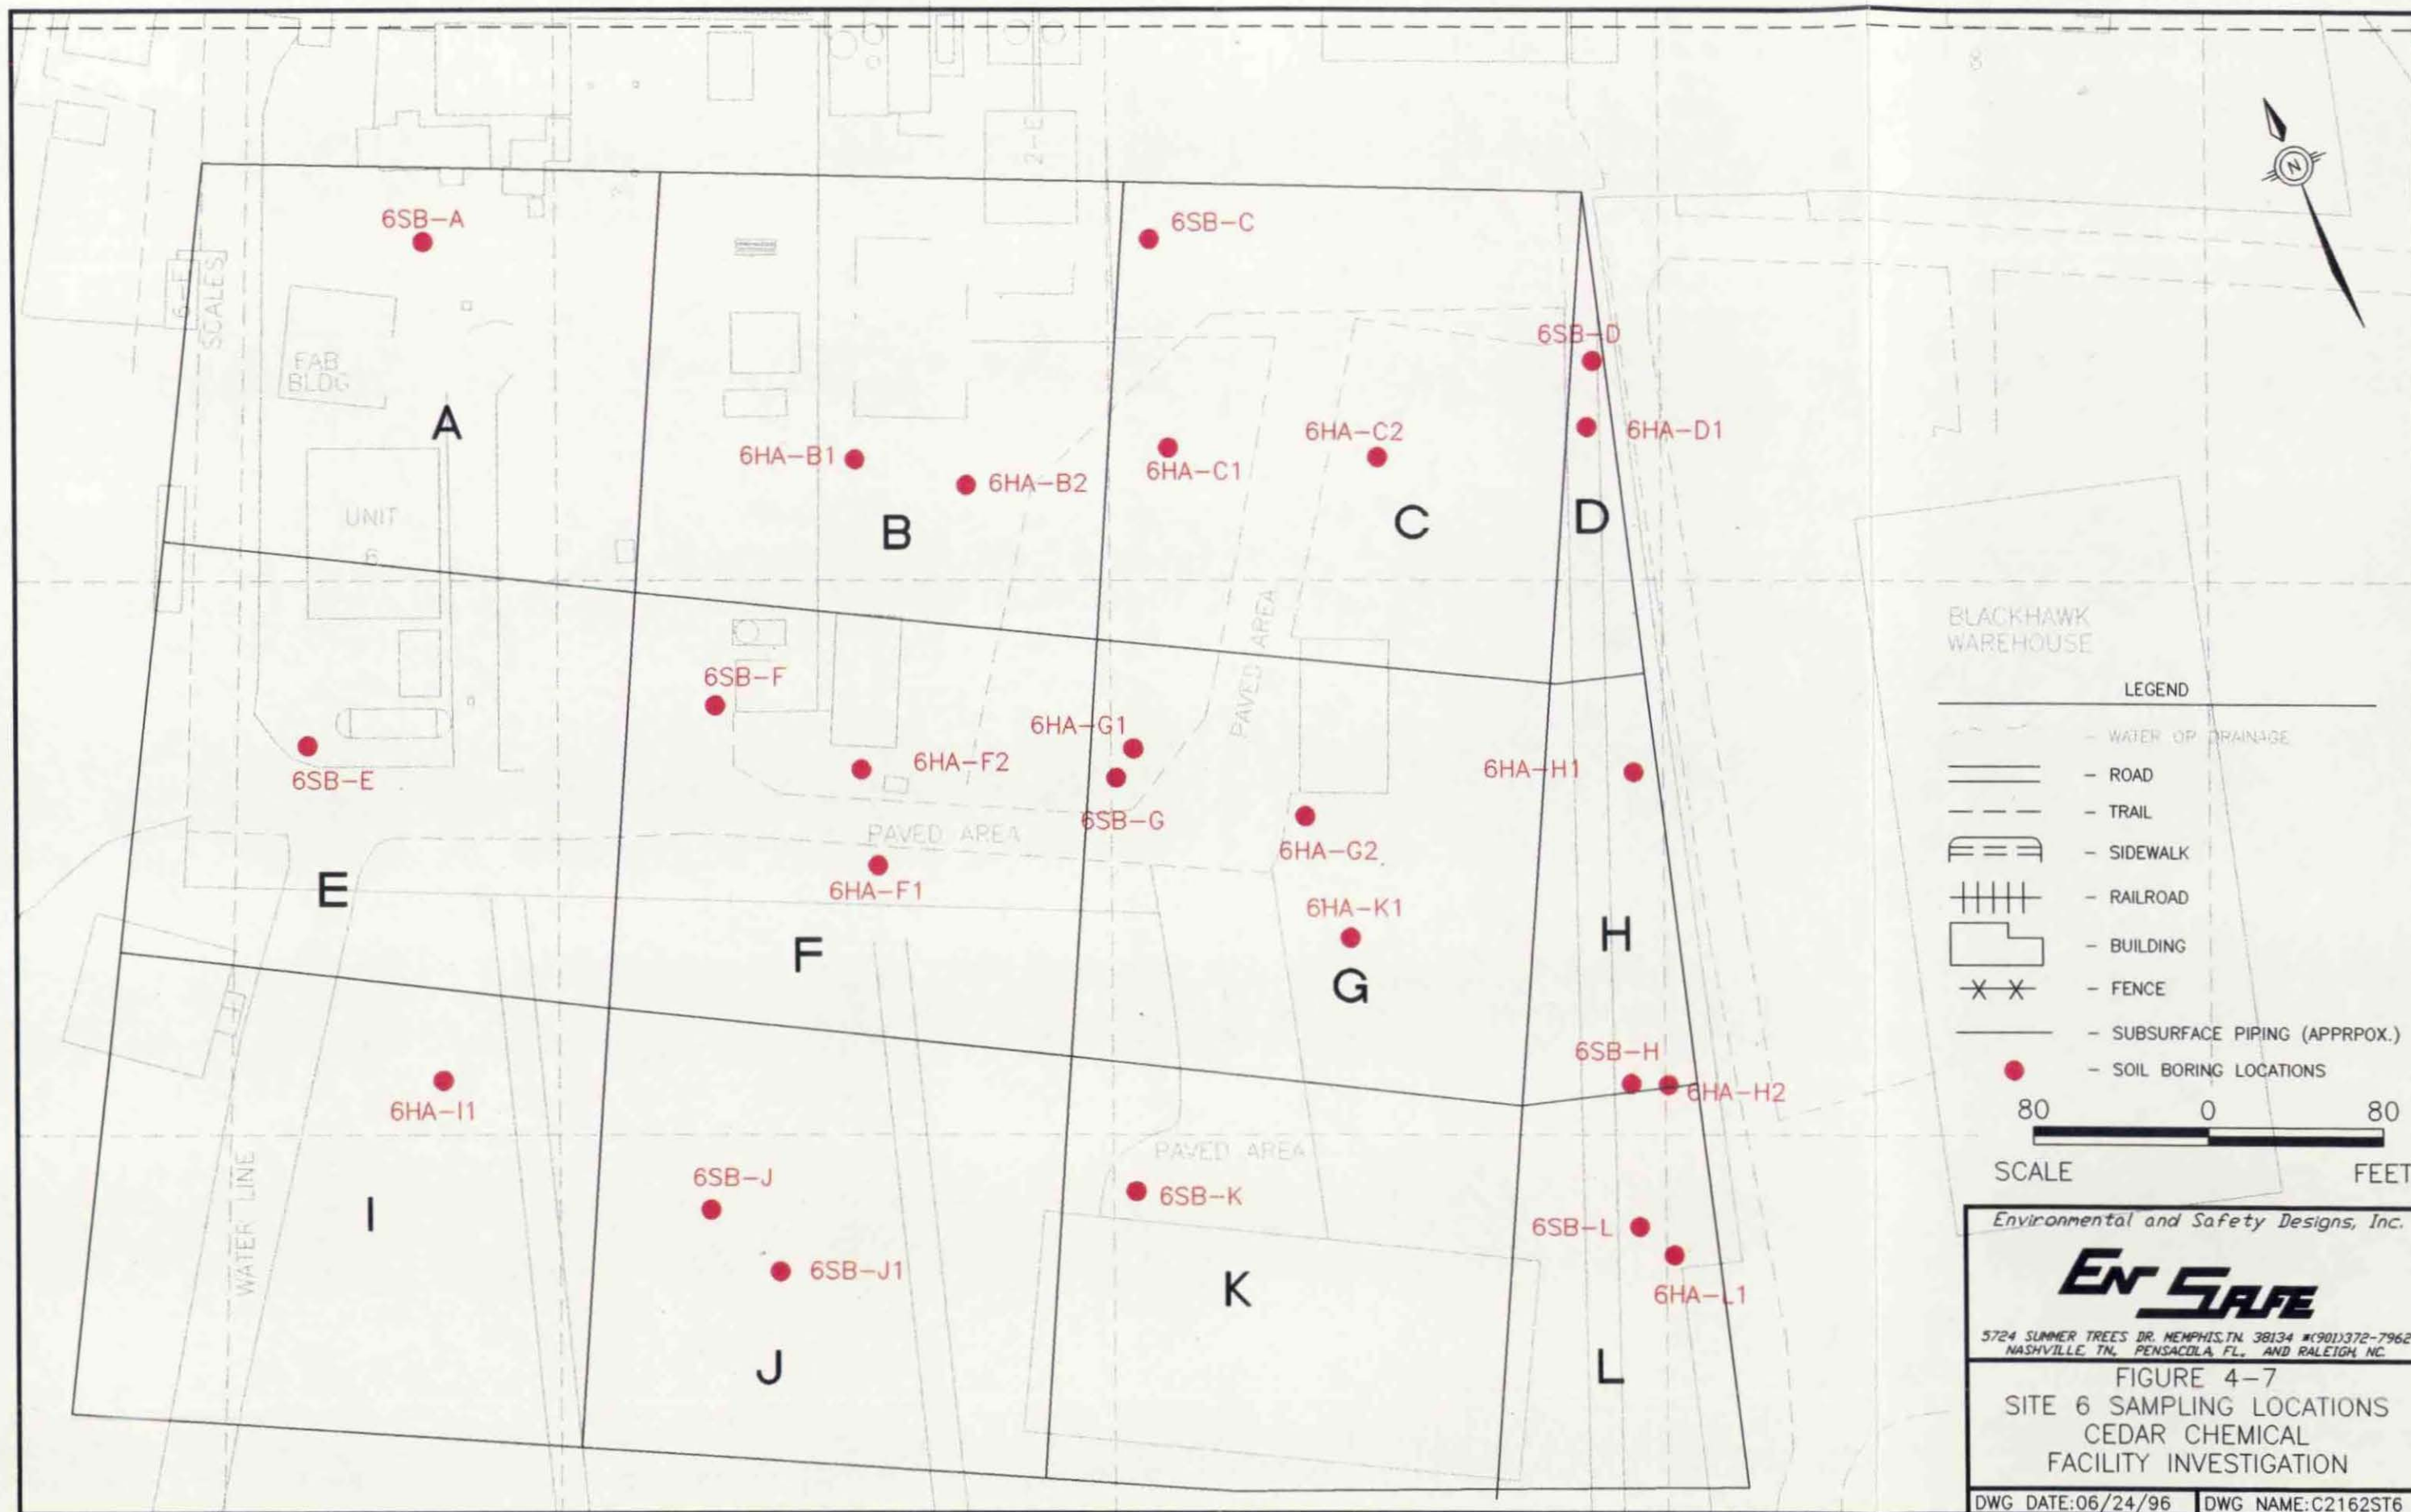 2-E
8
N
6SB-A
6SB-C
6-F
SCALES
6SB-D
FAB
BLDG
A
6HA-B1
6HA-B2
6HA-C1
6HA-C2
6HA-D1
UNIT
6
B
C
D
PAVED AREA
BLACKHAWK
WAREHOUSE
6SB-F
6SB-E
6HA-F2
6HA-G1
6SB-G
6HA-H1
PAVED AREA
6HA-G2
6HA-F1
6HA-K1
E
F
G
H
6SB-H
6HA-H2
6HA-I1
PAVED AREA
WATER LINE
I
6SB-J
6SB-J1
6SB-K
6SB-L
6HA-L1
J
K
L
LEGEND
- WATER OR DRAINAGE
- ROAD
- TRAIL
- SIDEWALK
- RAILROAD
- BUILDING
- FENCE
- SUBSURFACE PIPING (APPRPOX.)
- SOIL BORING LOCATIONS
80 0 80
SCALE FEET
Environmental and Safety Designs, Inc.
EN SAFE
5724 SUMMER TREES DR. MEMPHIS, TN. 38134 *(901)372-7962
NASHVILLE, TN., PENSACOLA, FL., AND RALEIGH, NC
FIGURE 4-7
SITE 6 SAMPLING LOCATIONS
CEDAR CHEMICAL
FACILITY INVESTIGATION
DWG DATE:06/24/96 DWG NAME:C2162ST6